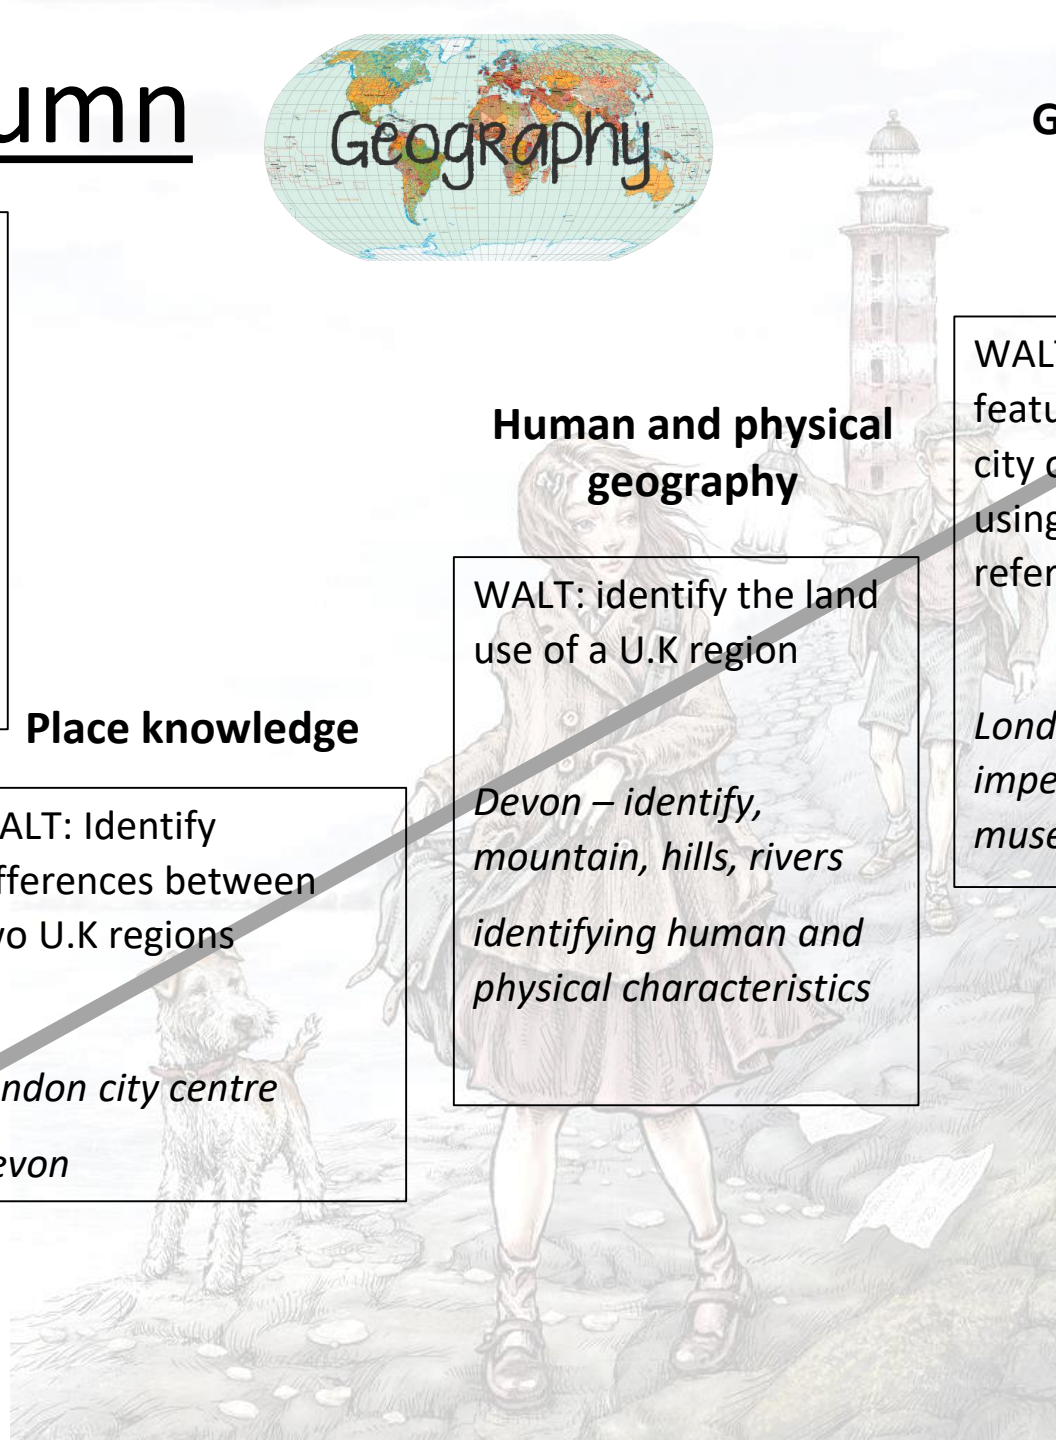 umn
Geography
G
Human and physical
geography
WALT: identify the land
use of a U.K region
Devon – identify,
mountain, hills, rivers
identifying human and
physical characteristics
Place knowledge
ALT: Identify
fferences between
wo U.K regions
ndon city centre
evon
WALT
featu
city o
using
refer
Lond
impe
muse